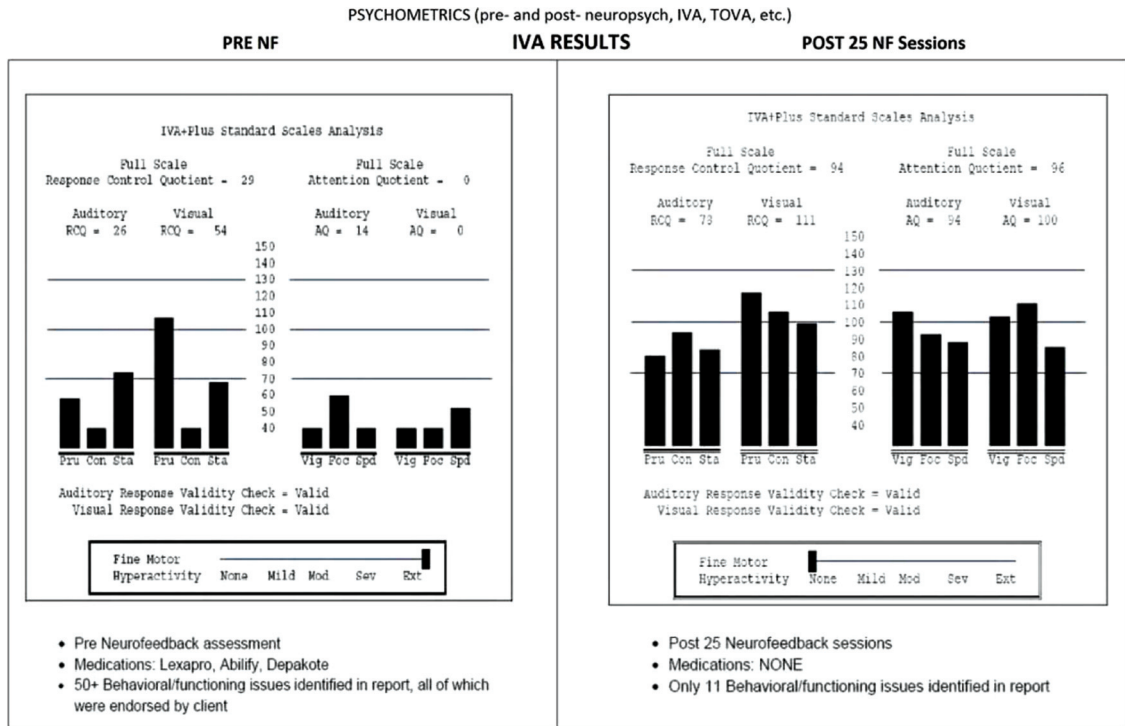 PSYCHOMETRICS (pre- and post- neuropsych, IVA, TOVA, etc.)
PRE NF
IVA RESULTS
POST 25 NF Sessions
IVA+Plus Standard Scales Analysis
Full Scale
Response Control Quotient = 29
Full Scale
Attention Quotient = 0
Auditory
RCQ = 26
Visual
RCQ = 54
Auditory
AQ = 14
Visual
AQ = 0
150
140
130
120
110
100
90
80
70
60
50
40
Pru Con Sta
Pru Con Sta
Vig Foc Spd
Vig Foc Spd
Auditory Response Validity Check = Valid
Visual Response Validity Check = Valid
Fine Motor
Hyperactivity None Mild Mod Sev Ext
• Pre Neurofeedback assessment
• Medications: Lexapro, Abilify, Depakote
• 50+ Behavioral/functioning issues identified in report, all of which
were endorsed by client
IVA+Plus Standard Scales Analysis
Full Scale
Response Control Quotient = 94
Full Scale
Attention Quotient = 96
Auditory
RCQ = 73
Visual
RCQ = 111
Auditory
AQ = 94
Visual
AQ = 100
150
140
130
120
110
100
90
80
70
60
50
40
Pru Con Sta
Pru Con Sta
Vig Foc Spd
Vig Foc Spd
Auditory Response Validity Check = Valid
Visual Response Validity Check = Valid
Fine Motor
Hyperactivity None Mild Mod Sev Ext
• Post 25 Neurofeedback sessions
• Medications: NONE
• Only 11 Behavioral/functioning issues identified in report